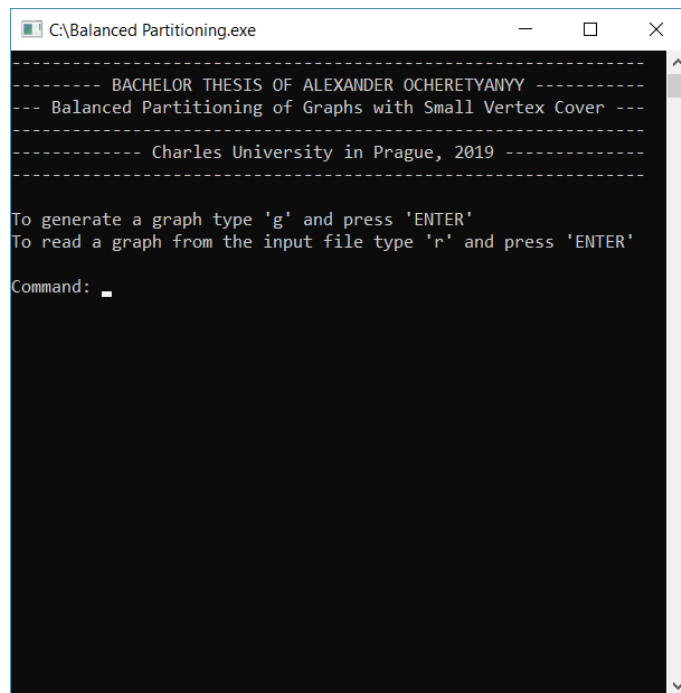 C:\Balanced Partitioning.exe
----------------------------------------------------------------
--------- BACHELOR THESIS OF ALEXANDER OCHERETYANYY -----------
--- Balanced Partitioning of Graphs with Small Vertex Cover ---
----------------------------------------------------------------
------------- Charles University in Prague, 2019 --------------
----------------------------------------------------------------
To generate a graph type 'g' and press 'ENTER'
To read a graph from the input file type 'r' and press 'ENTER'
Command: